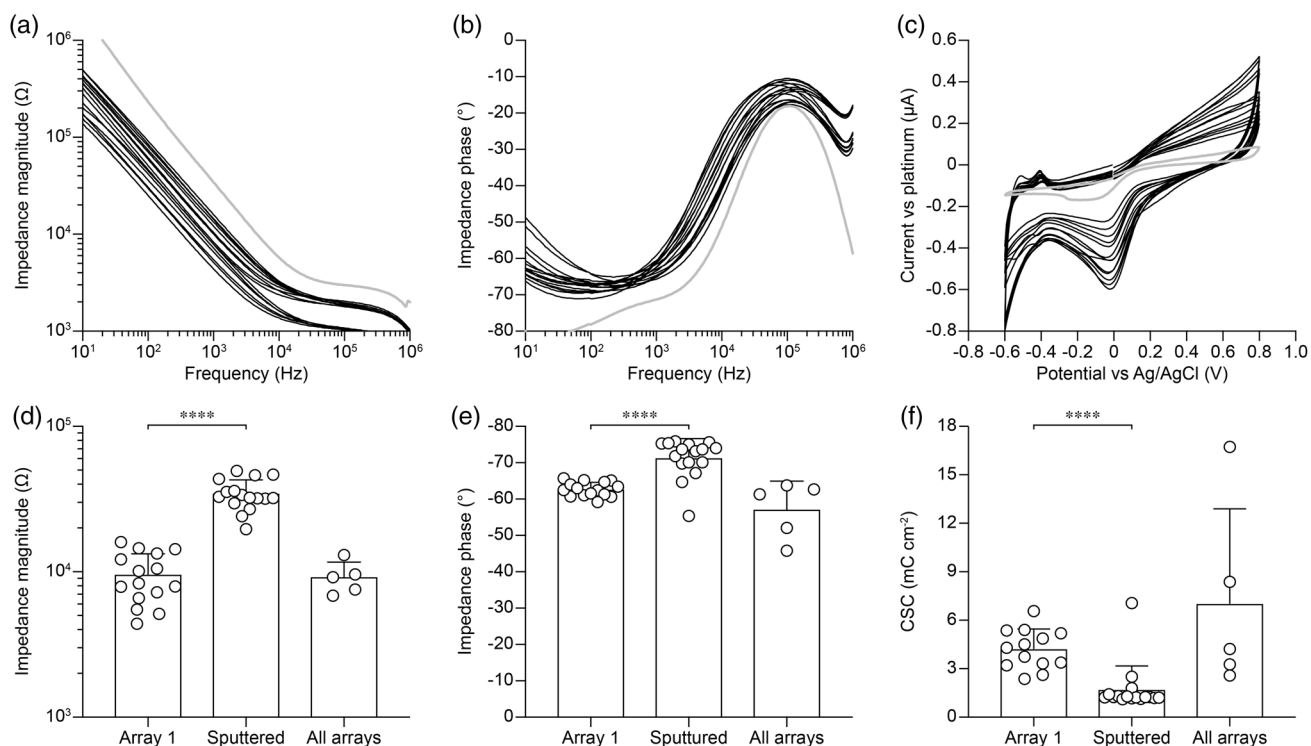 (a)
10⁶
10⁵
10⁴
10³
Impedance magnitude (Ω)
10¹ 10² 10³ 10⁴ 10⁵ 10⁶
Frequency (Hz)
(b)
0
-10
-20
-30
-40
-50
-60
-70
-80
Impedance phase (°)
10¹ 10² 10³ 10⁴ 10⁵ 10⁶
Frequency (Hz)
(c)
0.6
0.4
0.2
0
-0.2
-0.4
-0.6
-0.8
Current vs platinum (µA)
-0.8 -0.6 -0.4 -0.2 0 0.2 0.4 0.6 0.8 1.0
Potential vs Ag/AgCl (V)
(d)
****
10⁵
10⁴
10³
Impedance magnitude (Ω)
Array 1 Sputtered All arrays
(e)
****
-80
-70
-60
-50
-40
-30
-20
-10
0
Impedance phase (°)
Array 1 Sputtured All arrays
(f)
****
18
15
12
9
6
3
0
CSC (mC cm⁻²)
Array 1 Sputtered All arrays